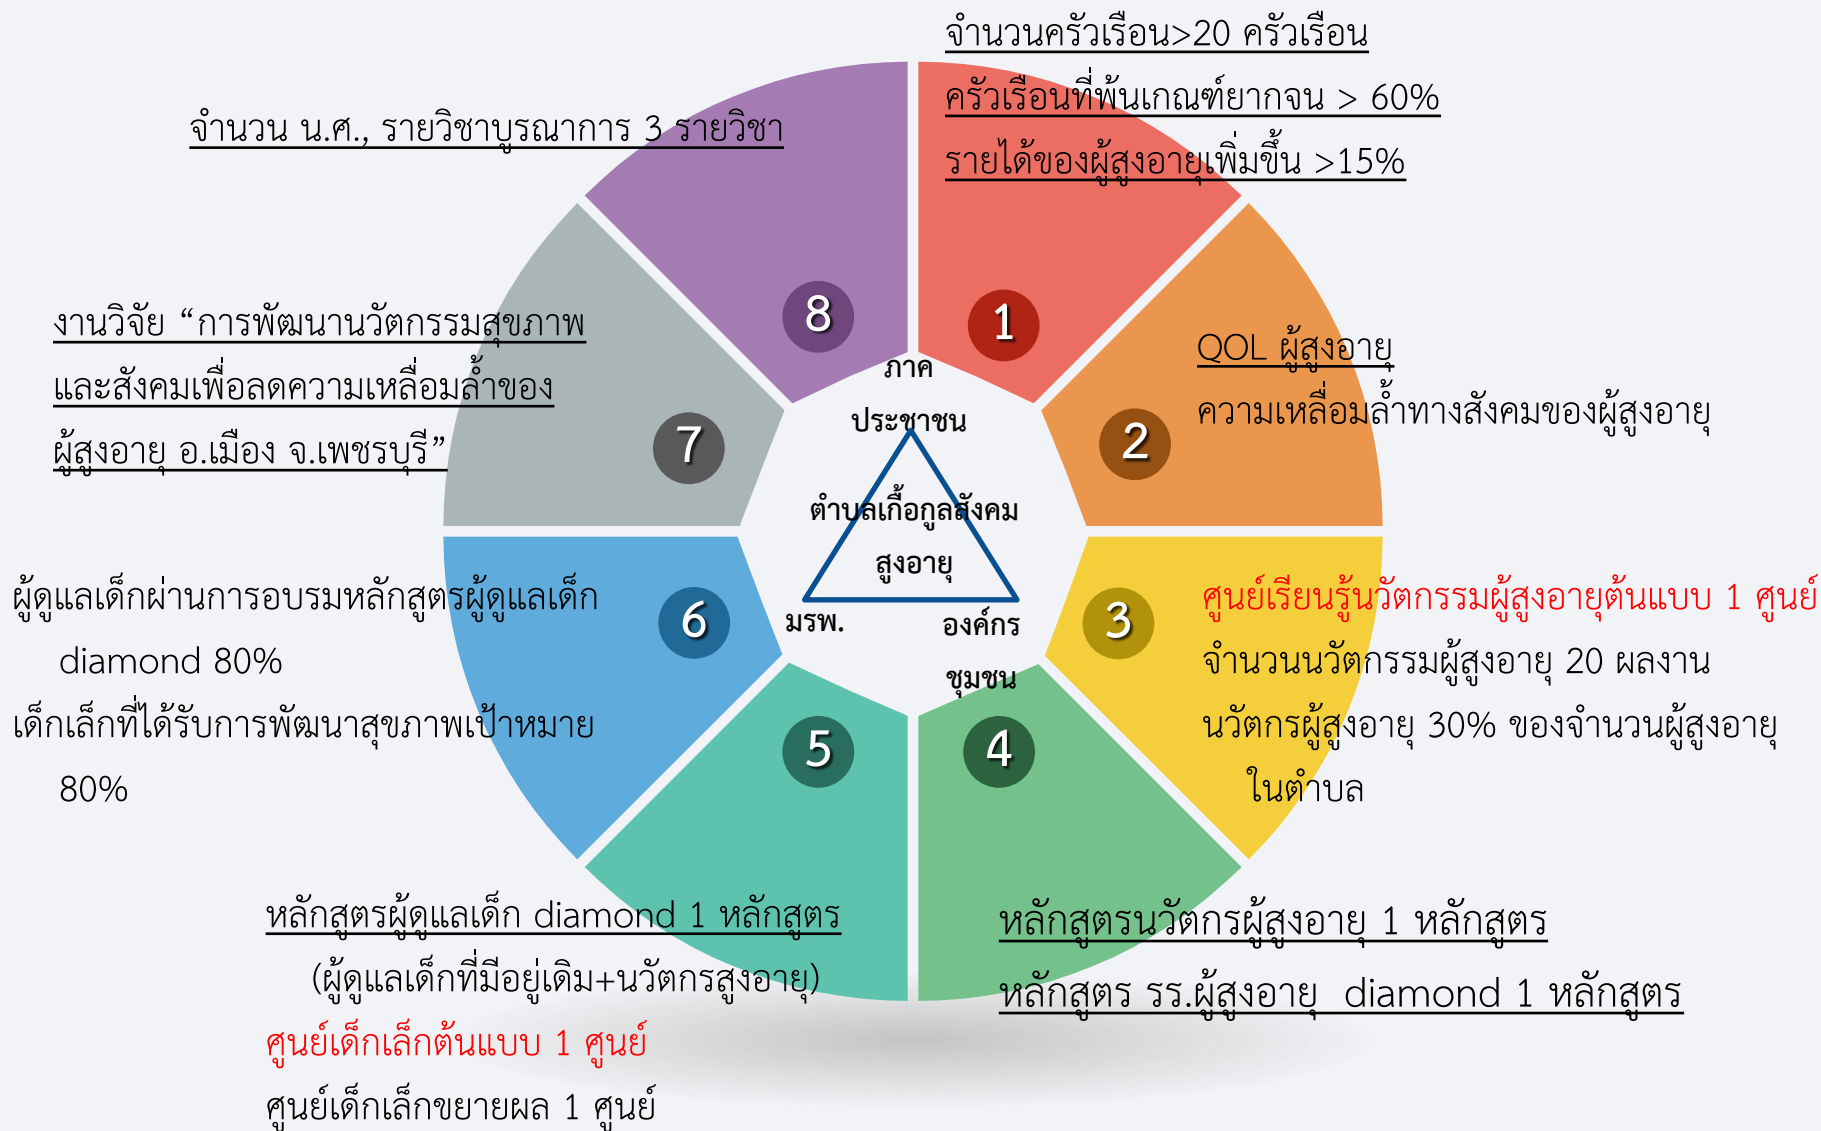 จำนวนครัวเรือน>20 ครัวเรือน
ครัวเรือนที่พ้นเกณฑ์ยากจน > 60%
รายได้ของผู้สูงอายุเพิ่มขึ้น >15%
1
QOL ผู้สูงอายุ
ความเหลื่อมล้ำทางสังคมของผู้สูงอายุ
2
ศูนย์เรียนรู้นวัตกรรมผู้สูงอายุต้นแบบ 1 ศูนย์
จำนวนนวัตกรรมผู้สูงอายุ 20 ผลงาน
นวัตกรผู้สูงอายุ 30% ของจำนวนผู้สูงอายุ
ในตำบล
3
หลักสูตรนวัตกรผู้สูงอายุ 1 หลักสูตร
หลักสูตร รร.ผู้สูงอายุ diamond 1 หลักสูตร
4
หลักสูตรผู้ดูแลเด็ก diamond 1 หลักสูตร
(ผู้ดูแลเด็กที่มีอยู่เดิม+นวัตกรสูงอายุ)
ศูนย์เด็กเล็กต้นแบบ 1 ศูนย์
ศูนย์เด็กเล็กขยายผล 1 ศูนย์
5
ผู้ดูแลเด็กผ่านการอบรมหลักสูตรผู้ดูแลเด็ก
diamond 80%
เด็กเล็กที่ได้รับการพัฒนาสุขภาพเป้าหมาย
80%
6
งานวิจัย “การพัฒนานวัตกรรมสุขภาพ
และสังคมเพื่อลดความเหลื่อมล้ำของ
ผู้สูงอายุ อ.เมือง จ.เพชรบุรี”
7
จำนวน น.ศ., รายวิชาบูรณาการ 3 รายวิชา
8
ภาค
ประชาชน
ตำบลเกื้อกูลสังคม
สูงอายุ
มรพ.
องค์กร
ชุมชน